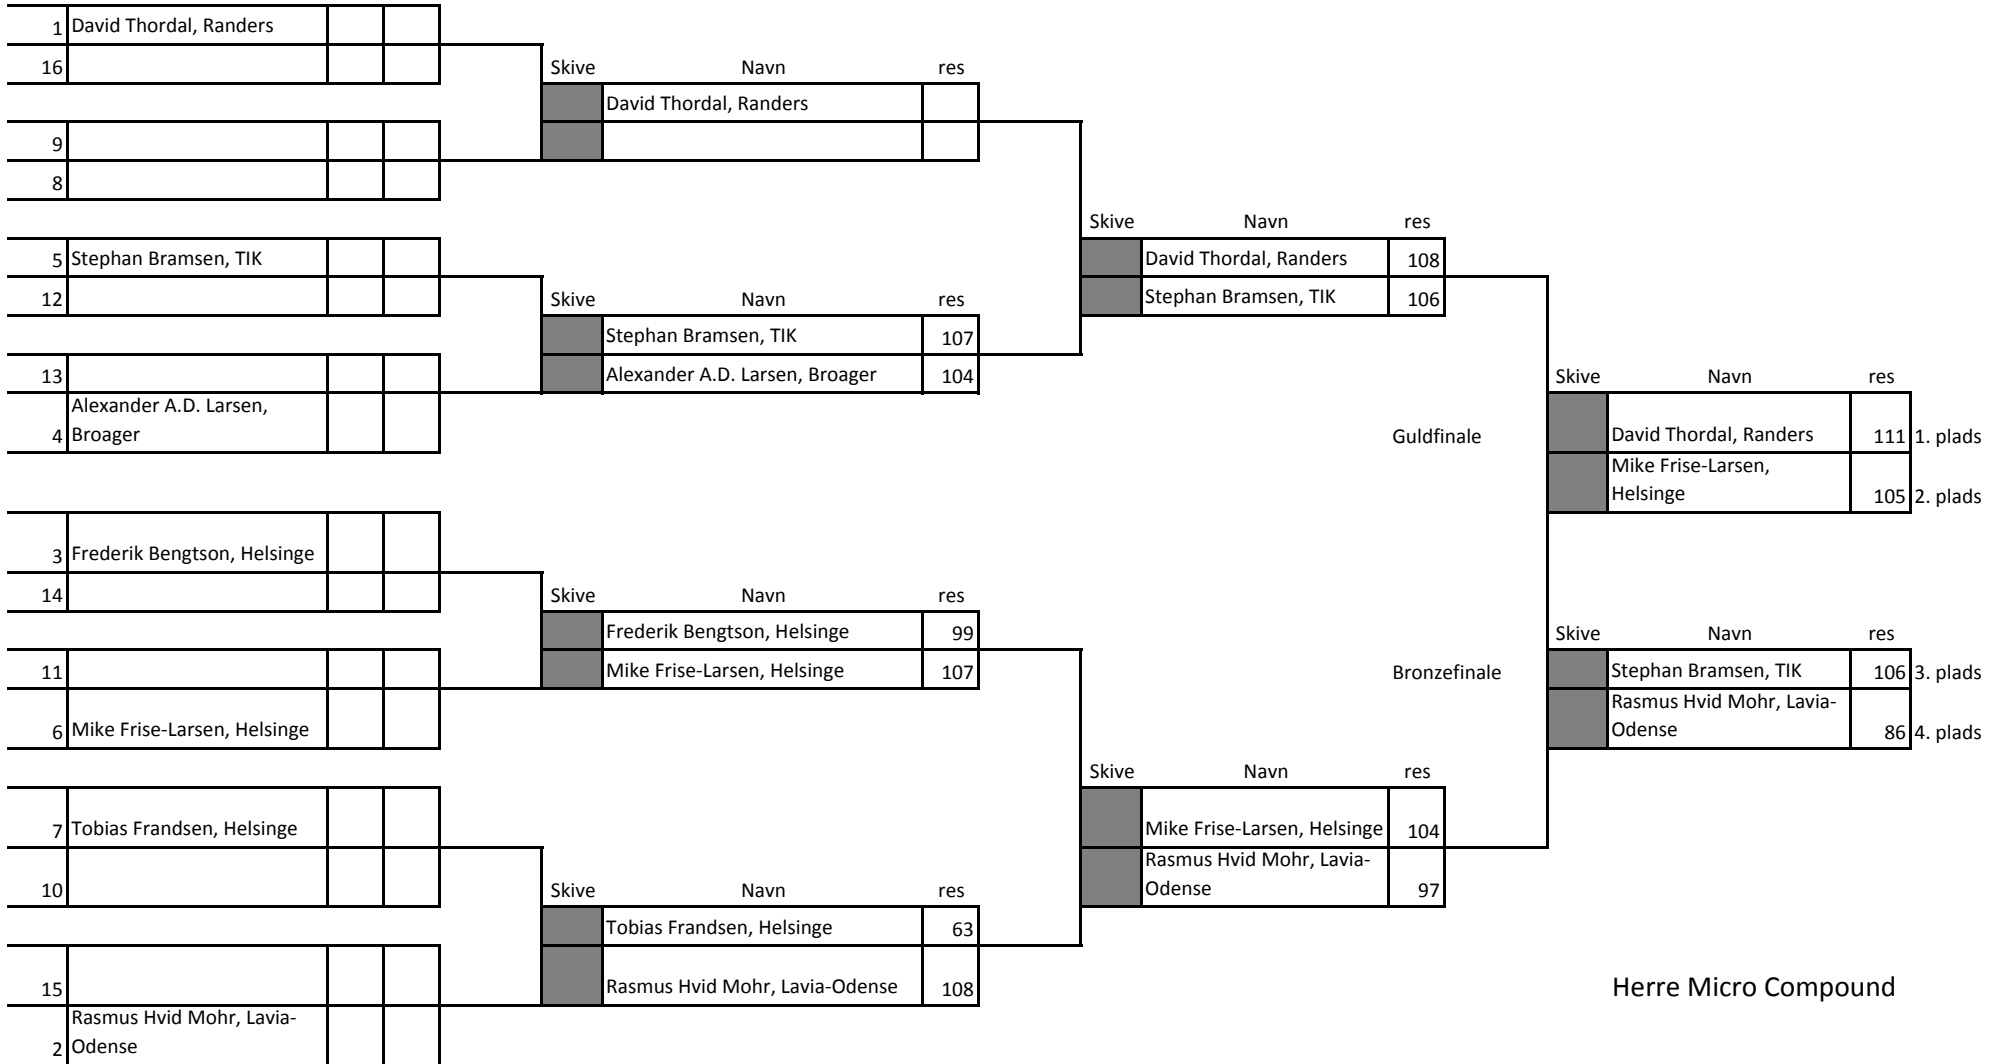 1 David Thordal, Randers
16
Skive Navn res
David Thordal, Randers
9
8
Skive Navn res
5 Stephan Bramsen, TIK
David Thordal, Randers 108
12
Skive Navn res
Stephan Bramsen, TIK 106
Stephan Bramsen, TIK 107
13
Alexander A.D. Larsen, Broager 104
Skive Navn res
Alexander A.D. Larsen,
4 Broager
Guldfinale
David Thordal, Randers 111 1. plads
Mike Frise-Larsen,
Helsinge 105 2. plads
3 Frederik Bengtson, Helsinge
14
Skive Navn res
Frederik Bengtson, Helsinge 99
Skive Navn res
11
Mike Frise-Larsen, Helsinge 107
Bronzefinale
Stephan Bramsen, TIK 106 3. plads
Rasmus Hvid Mohr, Lavia-
Odense 86 4. plads
6 Mike Frise-Larsen, Helsinge
Skive Navn res
7 Tobias Frandsen, Helsinge
Mike Frise-Larsen, Helsinge 104
Rasmus Hvid Mohr, Lavia-
Odense 97
10
Skive Navn res
Tobias Frandsen, Helsinge 63
15
Rasmus Hvid Mohr, Lavia-Odense 108
Herre Micro Compound
Rasmus Hvid Mohr, Lavia-
2 Odense